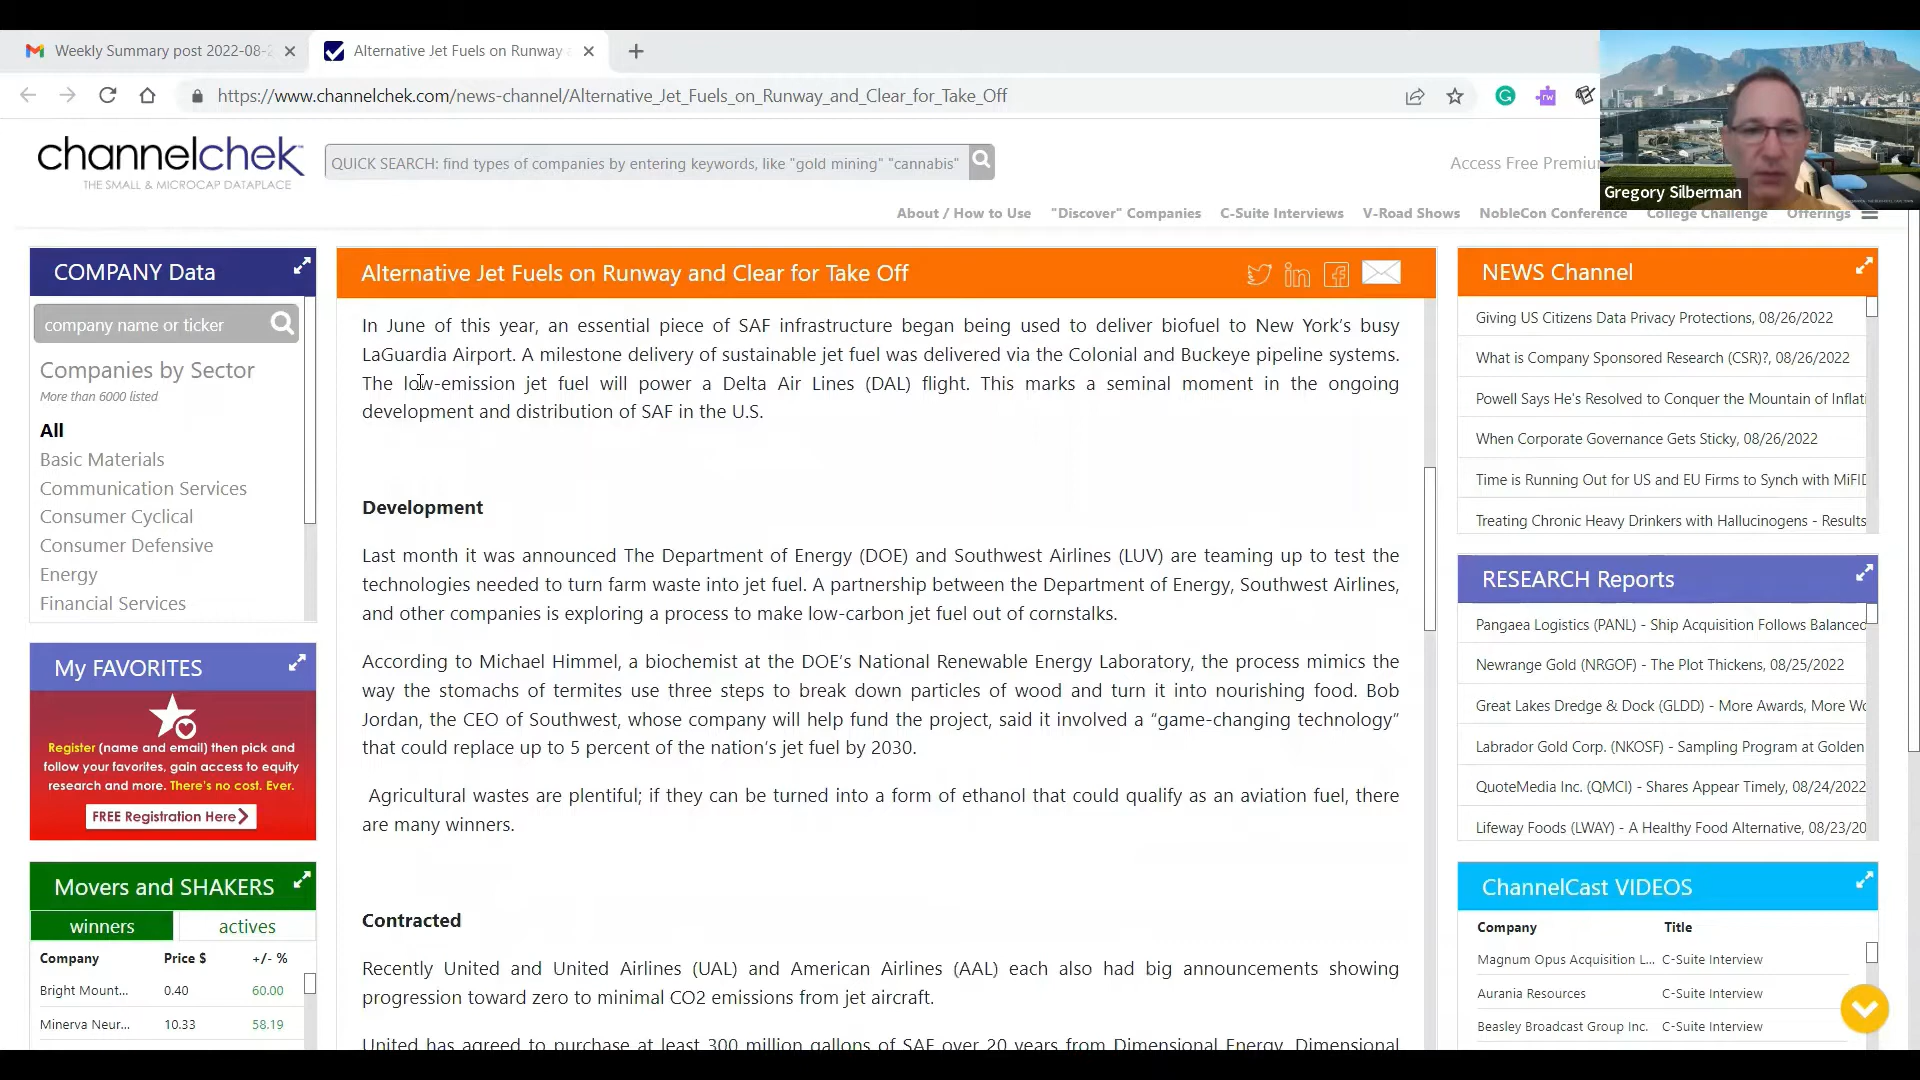 Weekly Summary post 2022-08-2
Alternative Jet Fuels on Runway
https://www.channelchek.com/news-channel/Alternative_Jet_Fuels_on_Runway_and_Clear_for_Take_Off
channelchek
THE SMALL & MICROCAP DATAPLACE
QUICK SEARCH: find types of companies by entering keywords, like "gold mining" "cannabis"
Access Free Premiu
Gregory Silberman
About / How to Use "Discover" Companies C-Suite Interviews V-Road Shows NobleCon Conference College Challenge Offerings
COMPANY Data
company name or ticker
Companies by Sector
More than 6000 listed
All
Basic Materials
Communication Services
Consumer Cyclical
Consumer Defensive
Energy
Financial Services
My FAVORITES
Register (name and email) then pick and
follow your favorites, gain access to equity
research and more. There's no cost. Ever.
FREE Registration Here
Movers and SHAKERS
winners actives
Company Price $ +/- %
Bright Mount... 0.40 60.00
Minerva Neur... 10.33 58.19
Alternative Jet Fuels on Runway and Clear for Take Off
In June of this year, an essential piece of SAF infrastructure began being used to deliver biofuel to New York's busy
LaGuardia Airport. A milestone delivery of sustainable jet fuel was delivered via the Colonial and Buckeye pipeline systems.
The low-emission jet fuel will power a Delta Air Lines (DAL) flight. This marks a seminal moment in the ongoing
development and distribution of SAF in the U.S.
Development
Last month it was announced The Department of Energy (DOE) and Southwest Airlines (LUV) are teaming up to test the
technologies needed to turn farm waste into jet fuel. A partnership between the Department of Energy, Southwest Airlines,
and other companies is exploring a process to make low-carbon jet fuel out of cornstalks.
According to Michael Himmel, a biochemist at the DOE's National Renewable Energy Laboratory, the process mimics the
way the stomachs of termites use three steps to break down particles of wood and turn it into nourishing food. Bob
Jordan, the CEO of Southwest, whose company will help fund the project, said it involved a “game-changing technology”
that could replace up to 5 percent of the nation's jet fuel by 2030.
Agricultural wastes are plentiful; if they can be turned into a form of ethanol that could qualify as an aviation fuel, there
are many winners.
Contracted
Recently United and United Airlines (UAL) and American Airlines (AAL) each also had big announcements showing
progression toward zero to minimal CO2 emissions from jet aircraft.
United has agreed to purchase at least 300 million gallons of SAF over 20 years from Dimensional Energy. Dimensional
NEWS Channel
Giving US Citizens Data Privacy Protections, 08/26/2022
What is Company Sponsored Research (CSR)?, 08/26/2022
Powell Says He's Resolved to Conquer the Mountain of Inflati
When Corporate Governance Gets Sticky, 08/26/2022
Time is Running Out for US and EU Firms to Synch with MiFID
Treating Chronic Heavy Drinkers with Hallucinogens - Results
RESEARCH Reports
Pangaea Logistics (PANL) - Ship Acquisition Follows Balanced
Newrange Gold (NRGOF) - The Plot Thickens, 08/25/2022
Great Lakes Dredge & Dock (GLDD) - More Awards, More Wo
Labrador Gold Corp. (NKOSF) - Sampling Program at Golden
QuoteMedia Inc. (QMCI) - Shares Appear Timely, 08/24/2022
Lifeway Foods (LWAY) - A Healthy Food Alternative, 08/23/20
ChannelCast VIDEOS
Company Title
Magnum Opus Acquisition L... C-Suite Interview
Aurania Resources C-Suite Interview
Beasley Broadcast Group Inc. C-Suite Interview